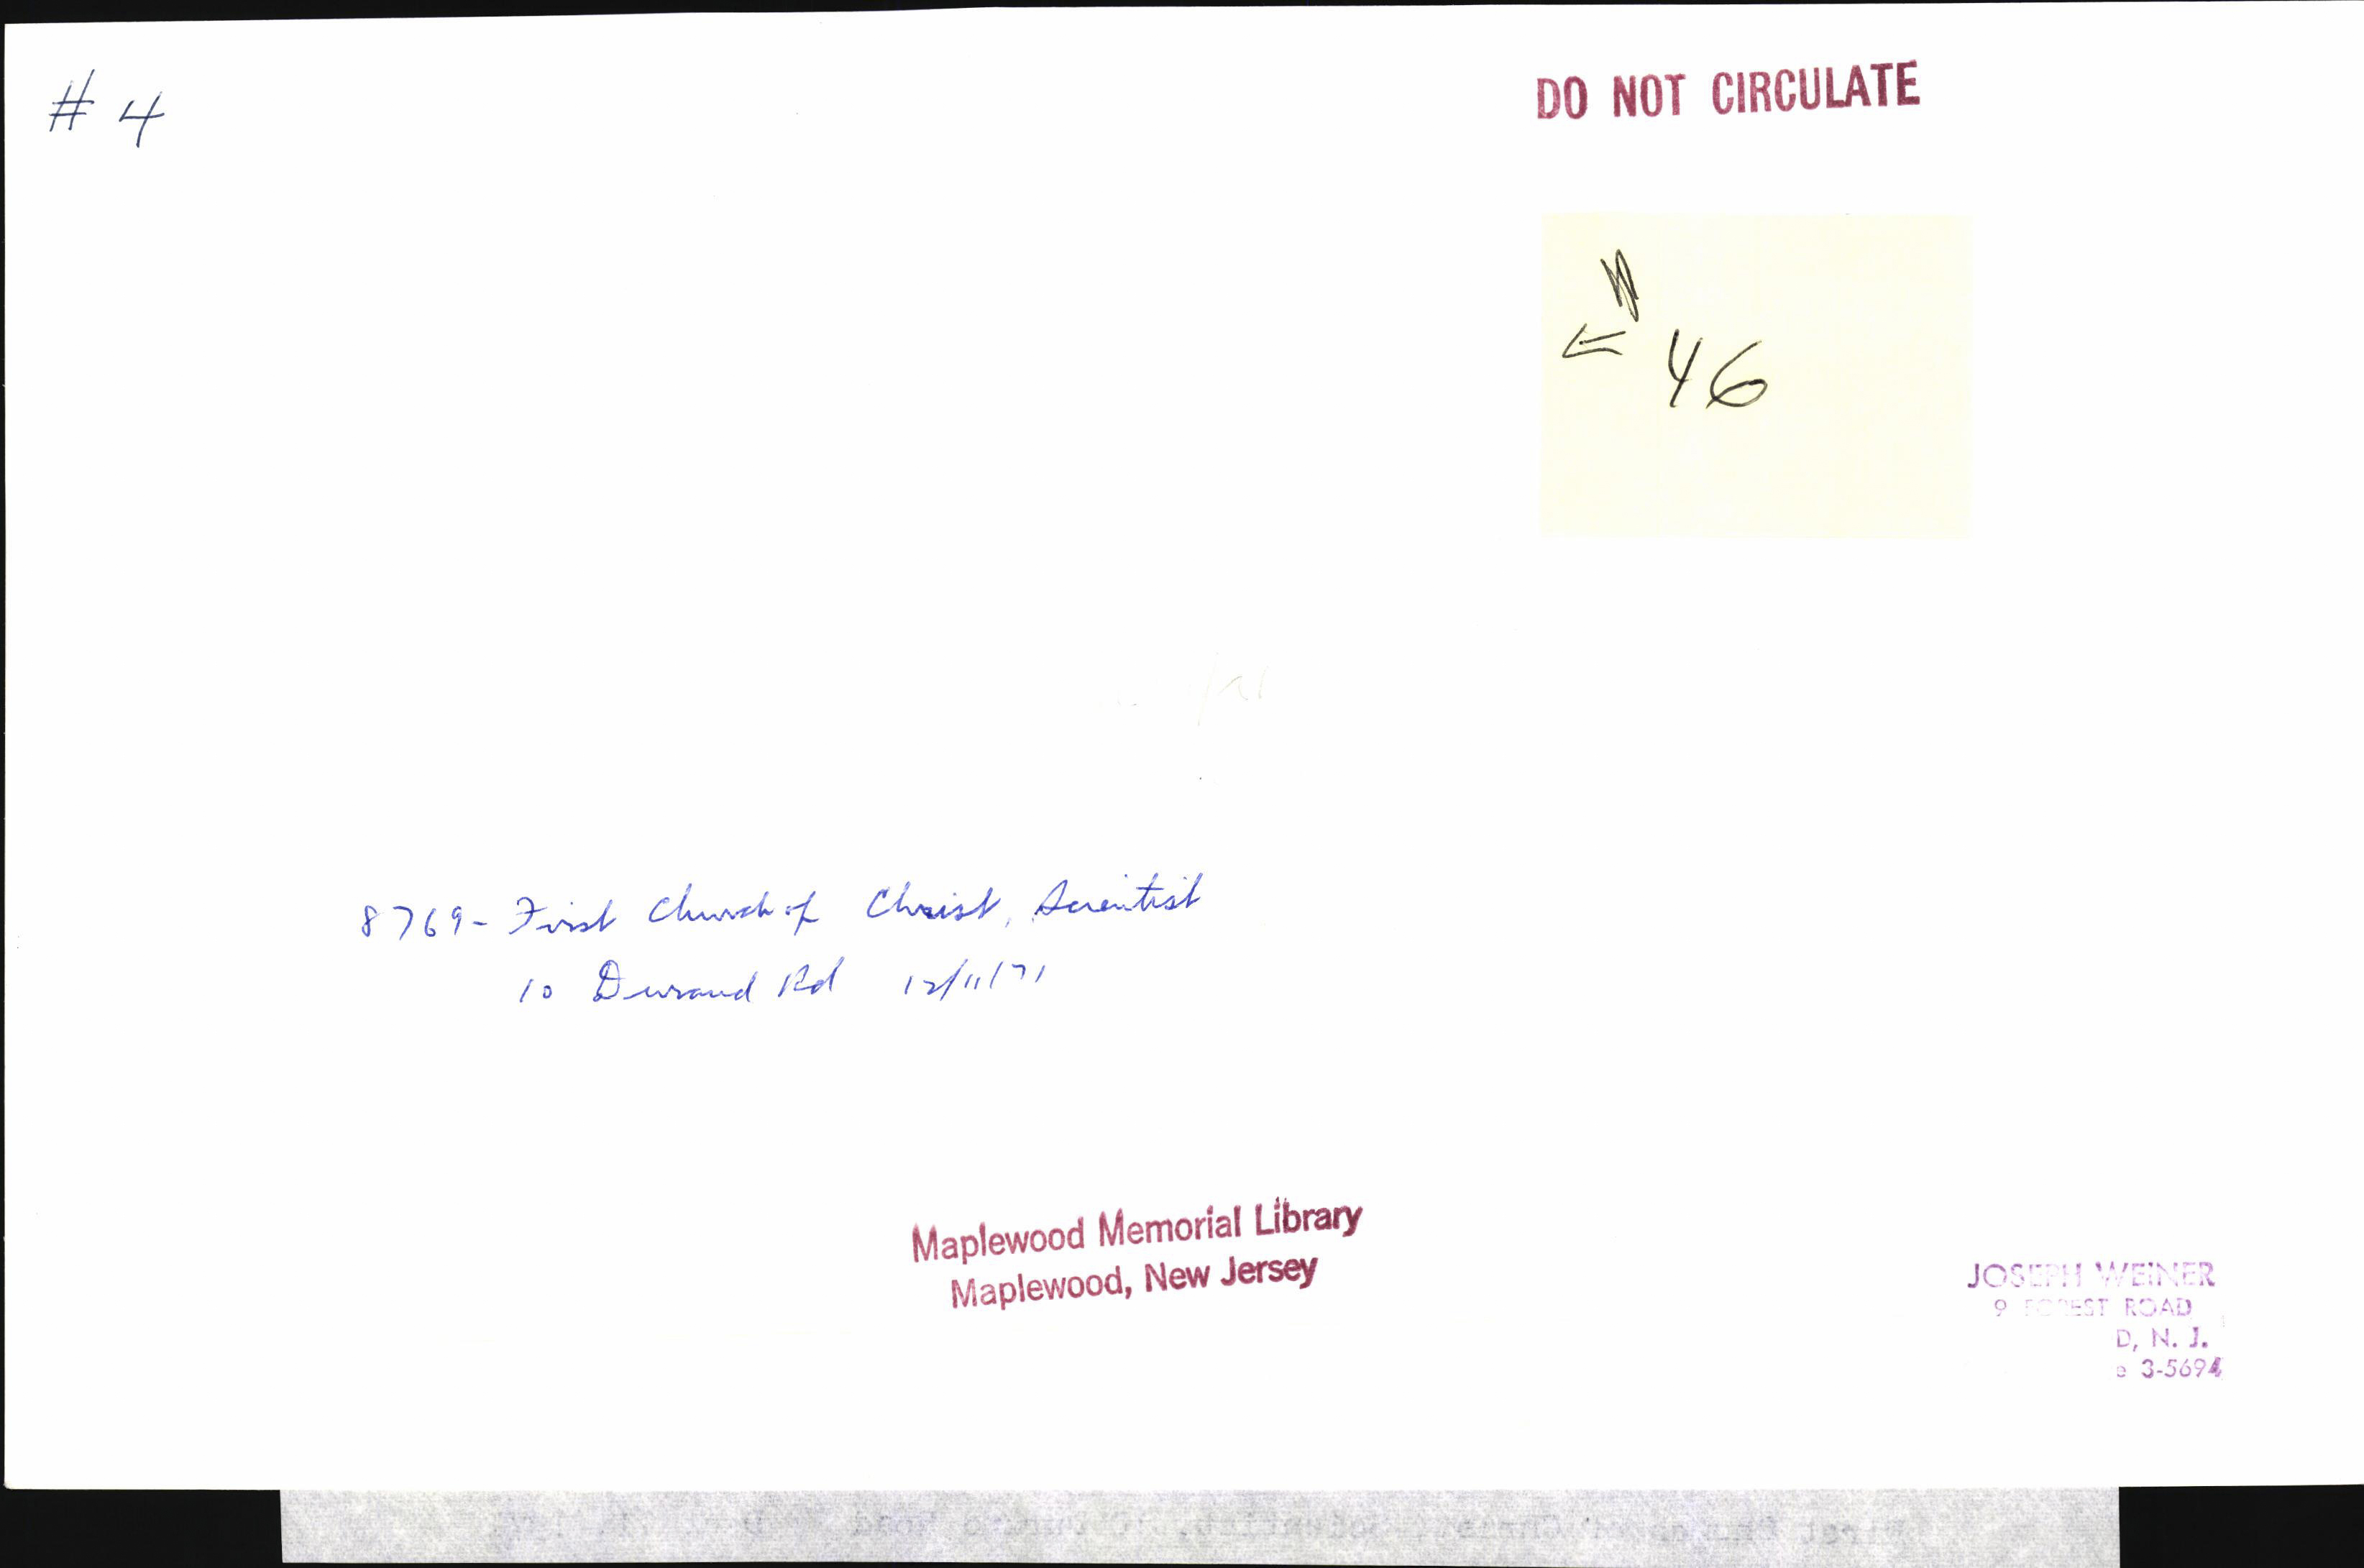 # 4
DO NOT CIRCULATE
46
8769- First Church of Christ, Scientist
10 Durand Rd 12/11/71
Maplewood Memorial Library
Maplewood, New Jersey
JOSEPH WEINER
9 FOREST ROAD
D, N. J.
e 3-5694